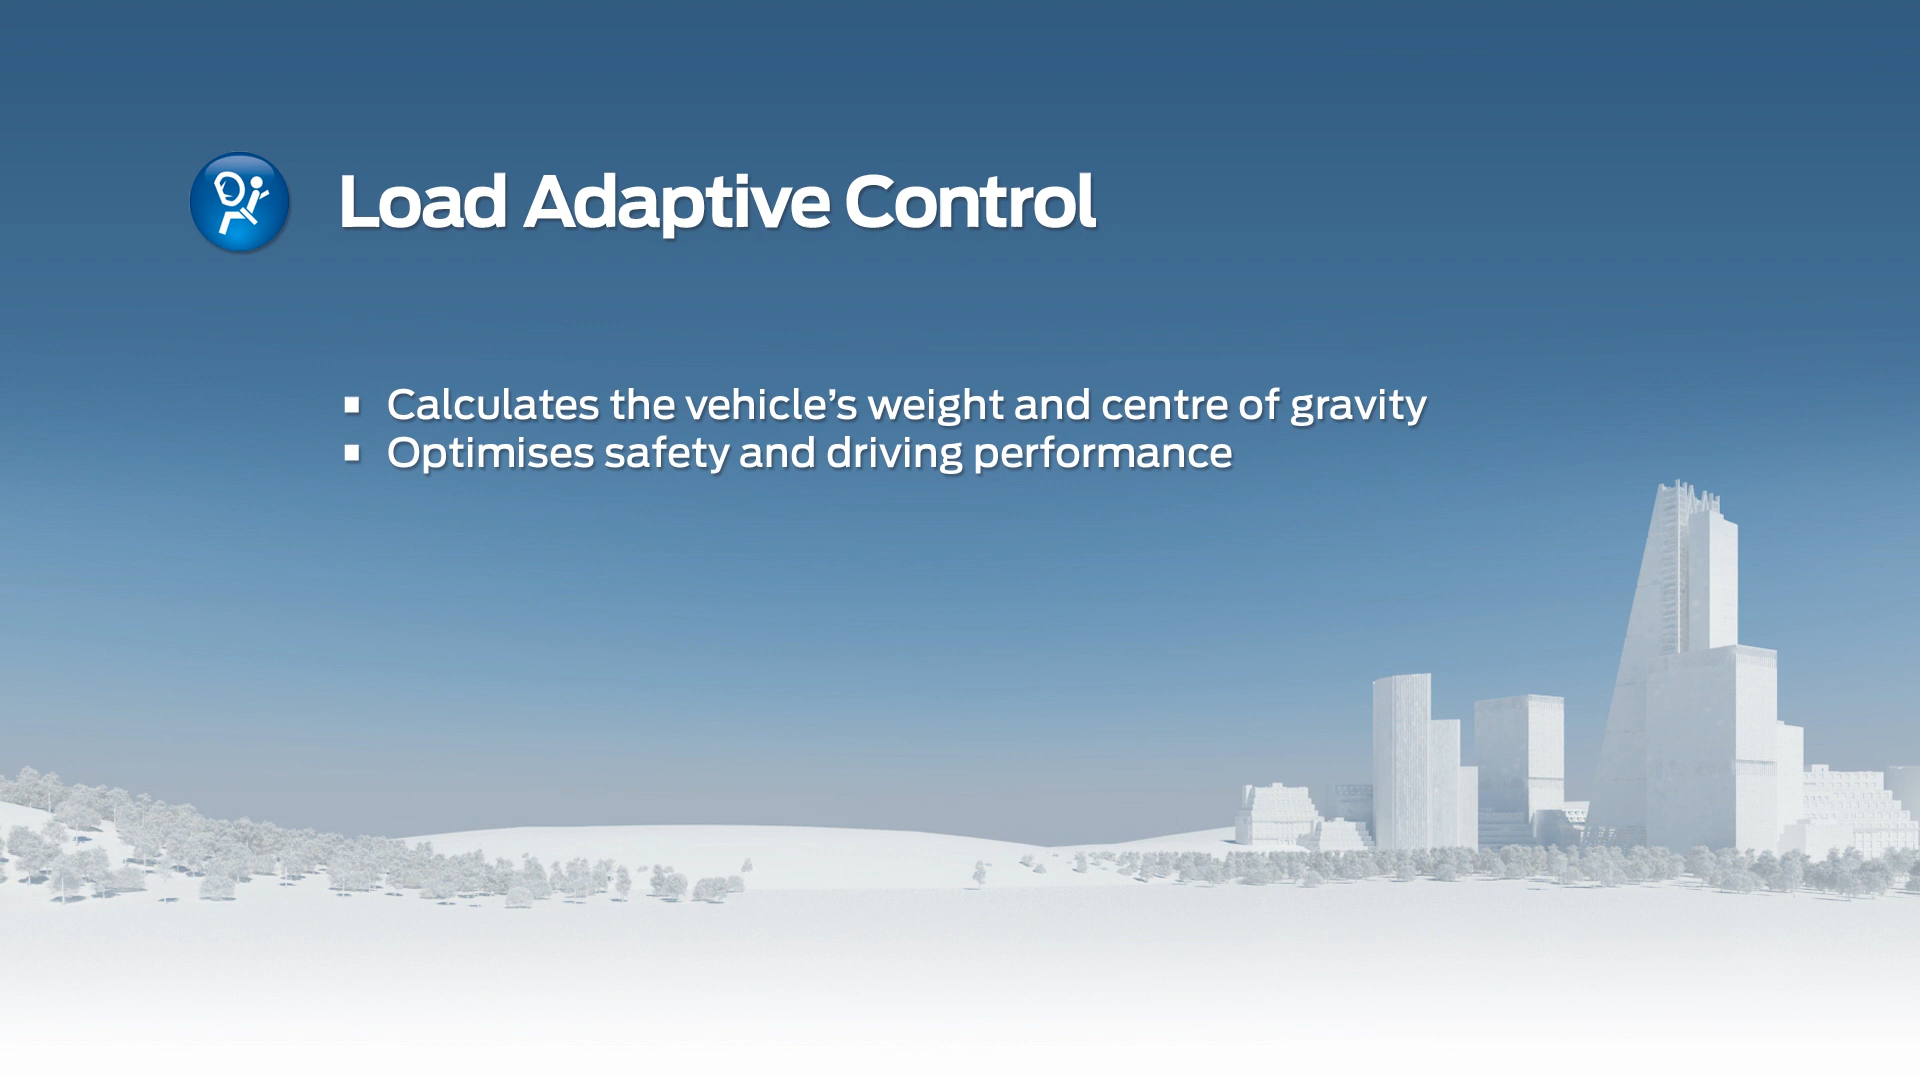 Load Adaptive Control
▪ Calculates the vehicle’s weight and centre of gravity
▪ Optimises safety and driving performance